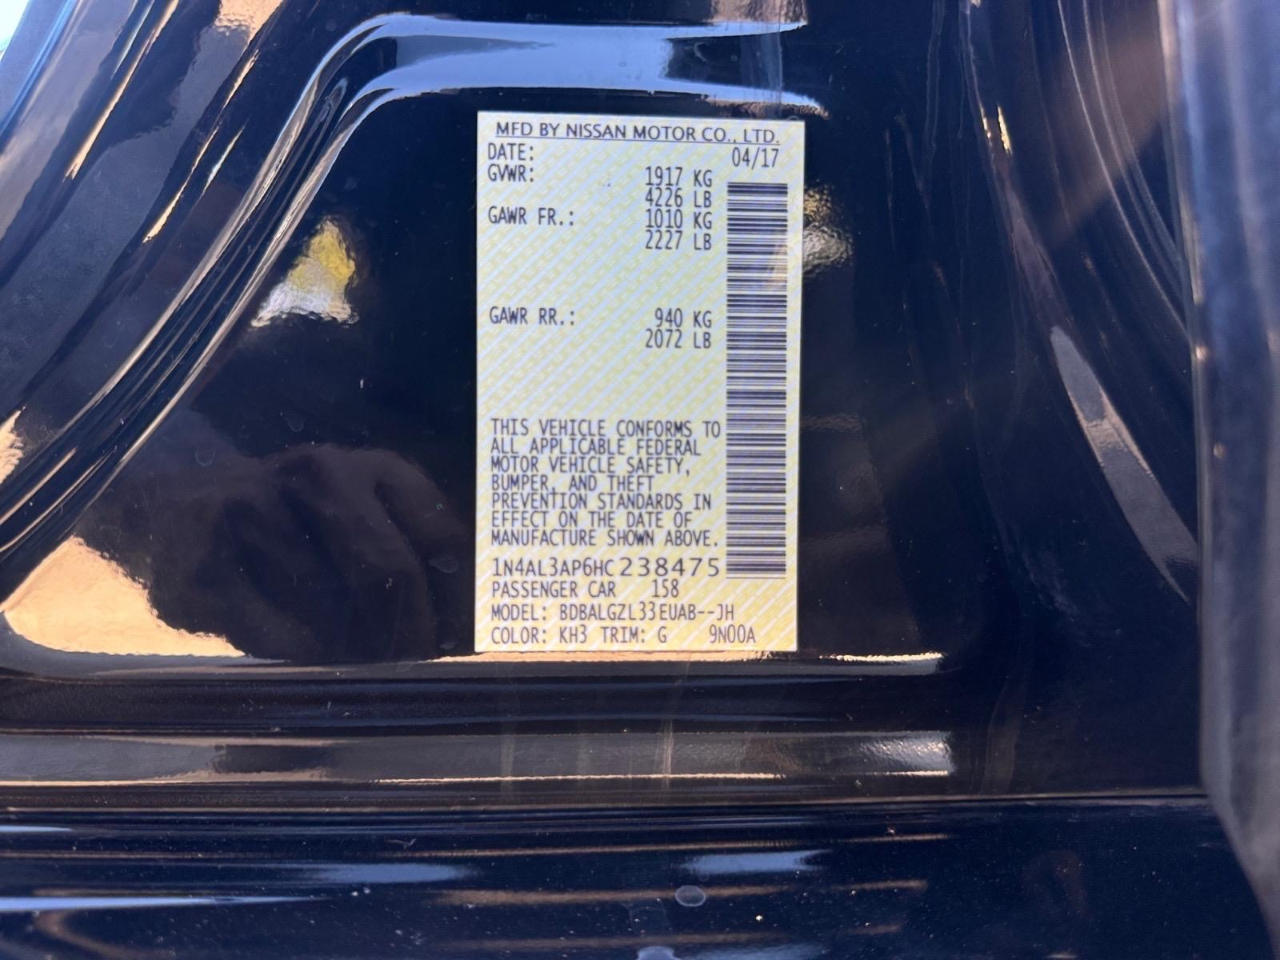 MFD BY NISSAN MOTOR CO., LTD.
DATE: 04/17
GVWR: 1917 KG
4226 LB
GAWR FR.: 1010 KG
2227 LB
GAWR RR.: 940 KG
2072 LB
THIS VEHICLE CONFORMS TO
ALL APPLICABLE FEDERAL
MOTOR VEHICLE SAFETY,
BUMPER, AND THEFT
PREVENTION STANDARDS IN
EFFECT ON THE DATE OF
MANUFACTURE SHOWN ABOVE.
1N4AL3AP6HC238475
PASSENGER CAR 158
MODEL: BDBALGZL33EUAB--JH
COLOR: KH3 TRIM: G 9N00A